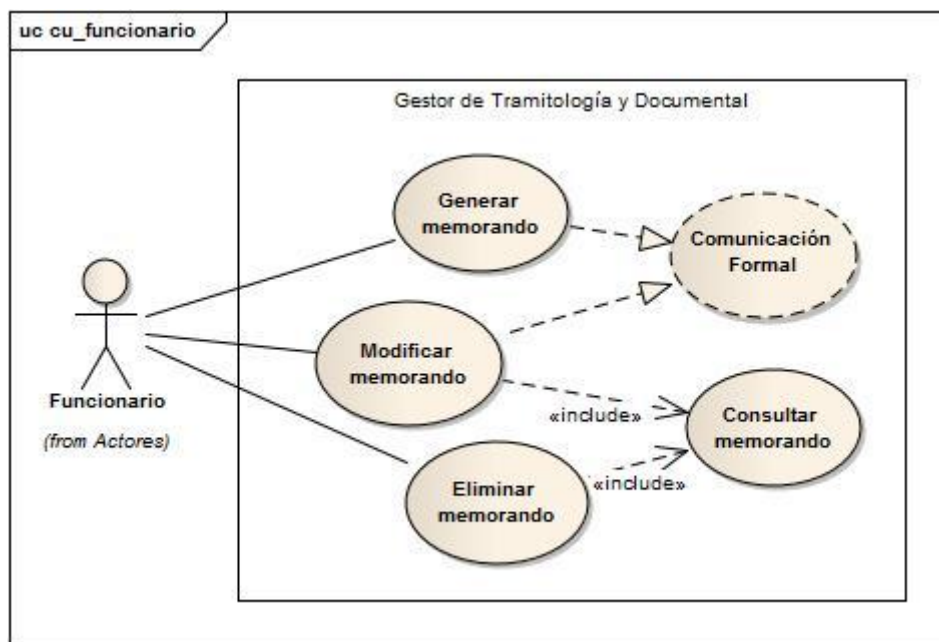 uc cu_funcionario
Gestor de Tramitología y Documental
Generar
memorando
Comunicación
Formal
Modificar
memorando
Funcionario
(from Actores)
«include»
Consultar
memorando
Eliminar
memorando
«include»